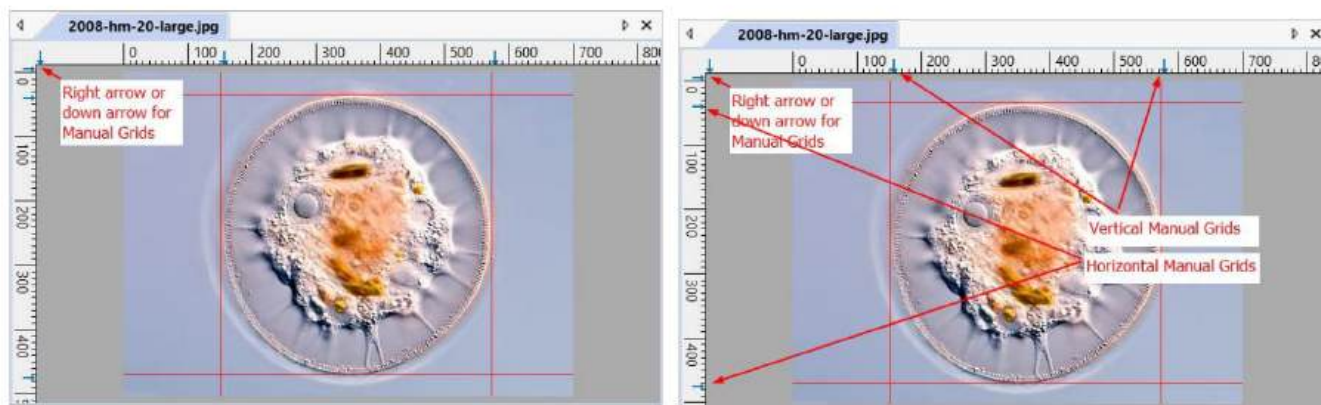 2008-hm-20-large.jpg
0 100 200 300 400 500 600 700 800
0
100
200
300
400
Right arrow or
down arrow for
Manual Grids
2008-hm-20-large.jpg
0 100 200 300 400 500 600 700
0
100
200
300
400
Right arrow or
down arrow for
Manual Grids
Vertical Manual Grids
Horizontal Manual Grids